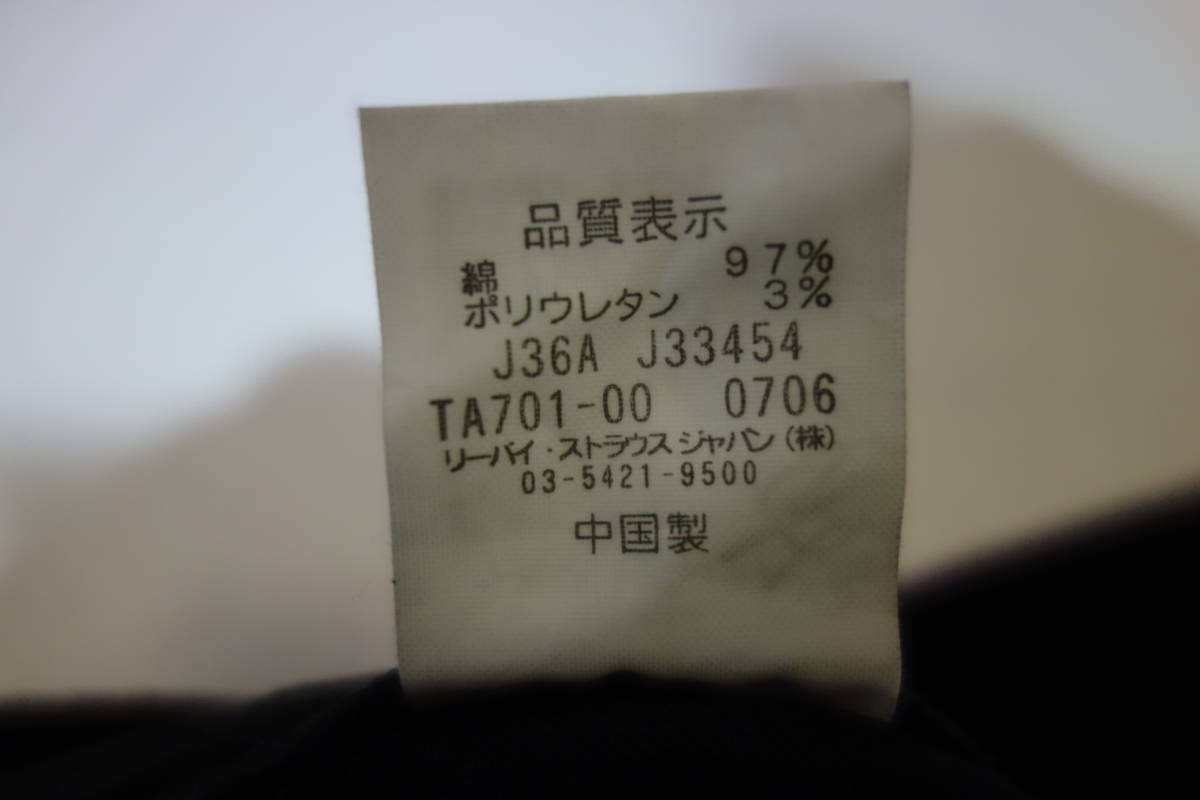 品質表示
綿 97%
ポリウレタン 3%
J36A J33454
TA701-00 0706
リーバイ・ストラウス ジャパン(株)
03-5421-9500
中国製